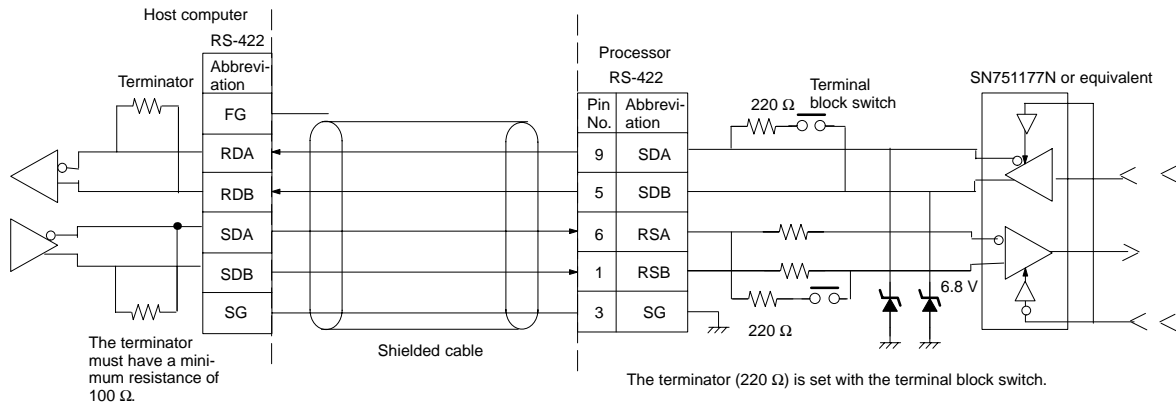 Host computer
RS-422
Terminator
Abbrevi-
ation
FG
RDA
RDB
SDA
SDB
SG
The terminator
must have a mini-
mum resistance of
100 Ω.
Shielded cable
Processor
RS-422
Pin
No.
Abbrevi-
ation
9 SDA
5 SDB
6 RSA
1 RSB
3 SG
Terminal
block switch
220 Ω
220 Ω
6.8 V
SN751177N or equivalent
The terminator (220 Ω) is set with the terminal block switch.